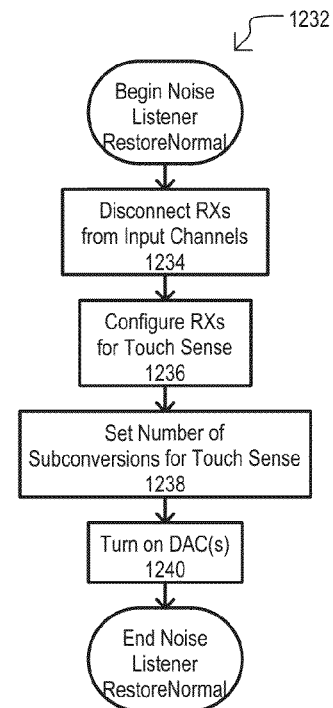 1232
Begin Noise
Listener
RestoreNormal
Disconnect RXs
from Input Channels
1234
Configure RXs
for Touch Sense
1236
Set Number of
Subconversions for Touch Sense
1238
Turn on DAC(s)
1240
End Noise
Listener
RestoreNormal